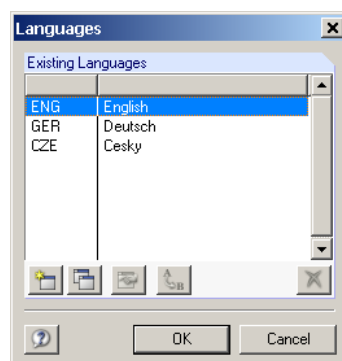 Languages
Existing Languages
ENG English
GER Deutsch
CZE Cesky
OK Cancel